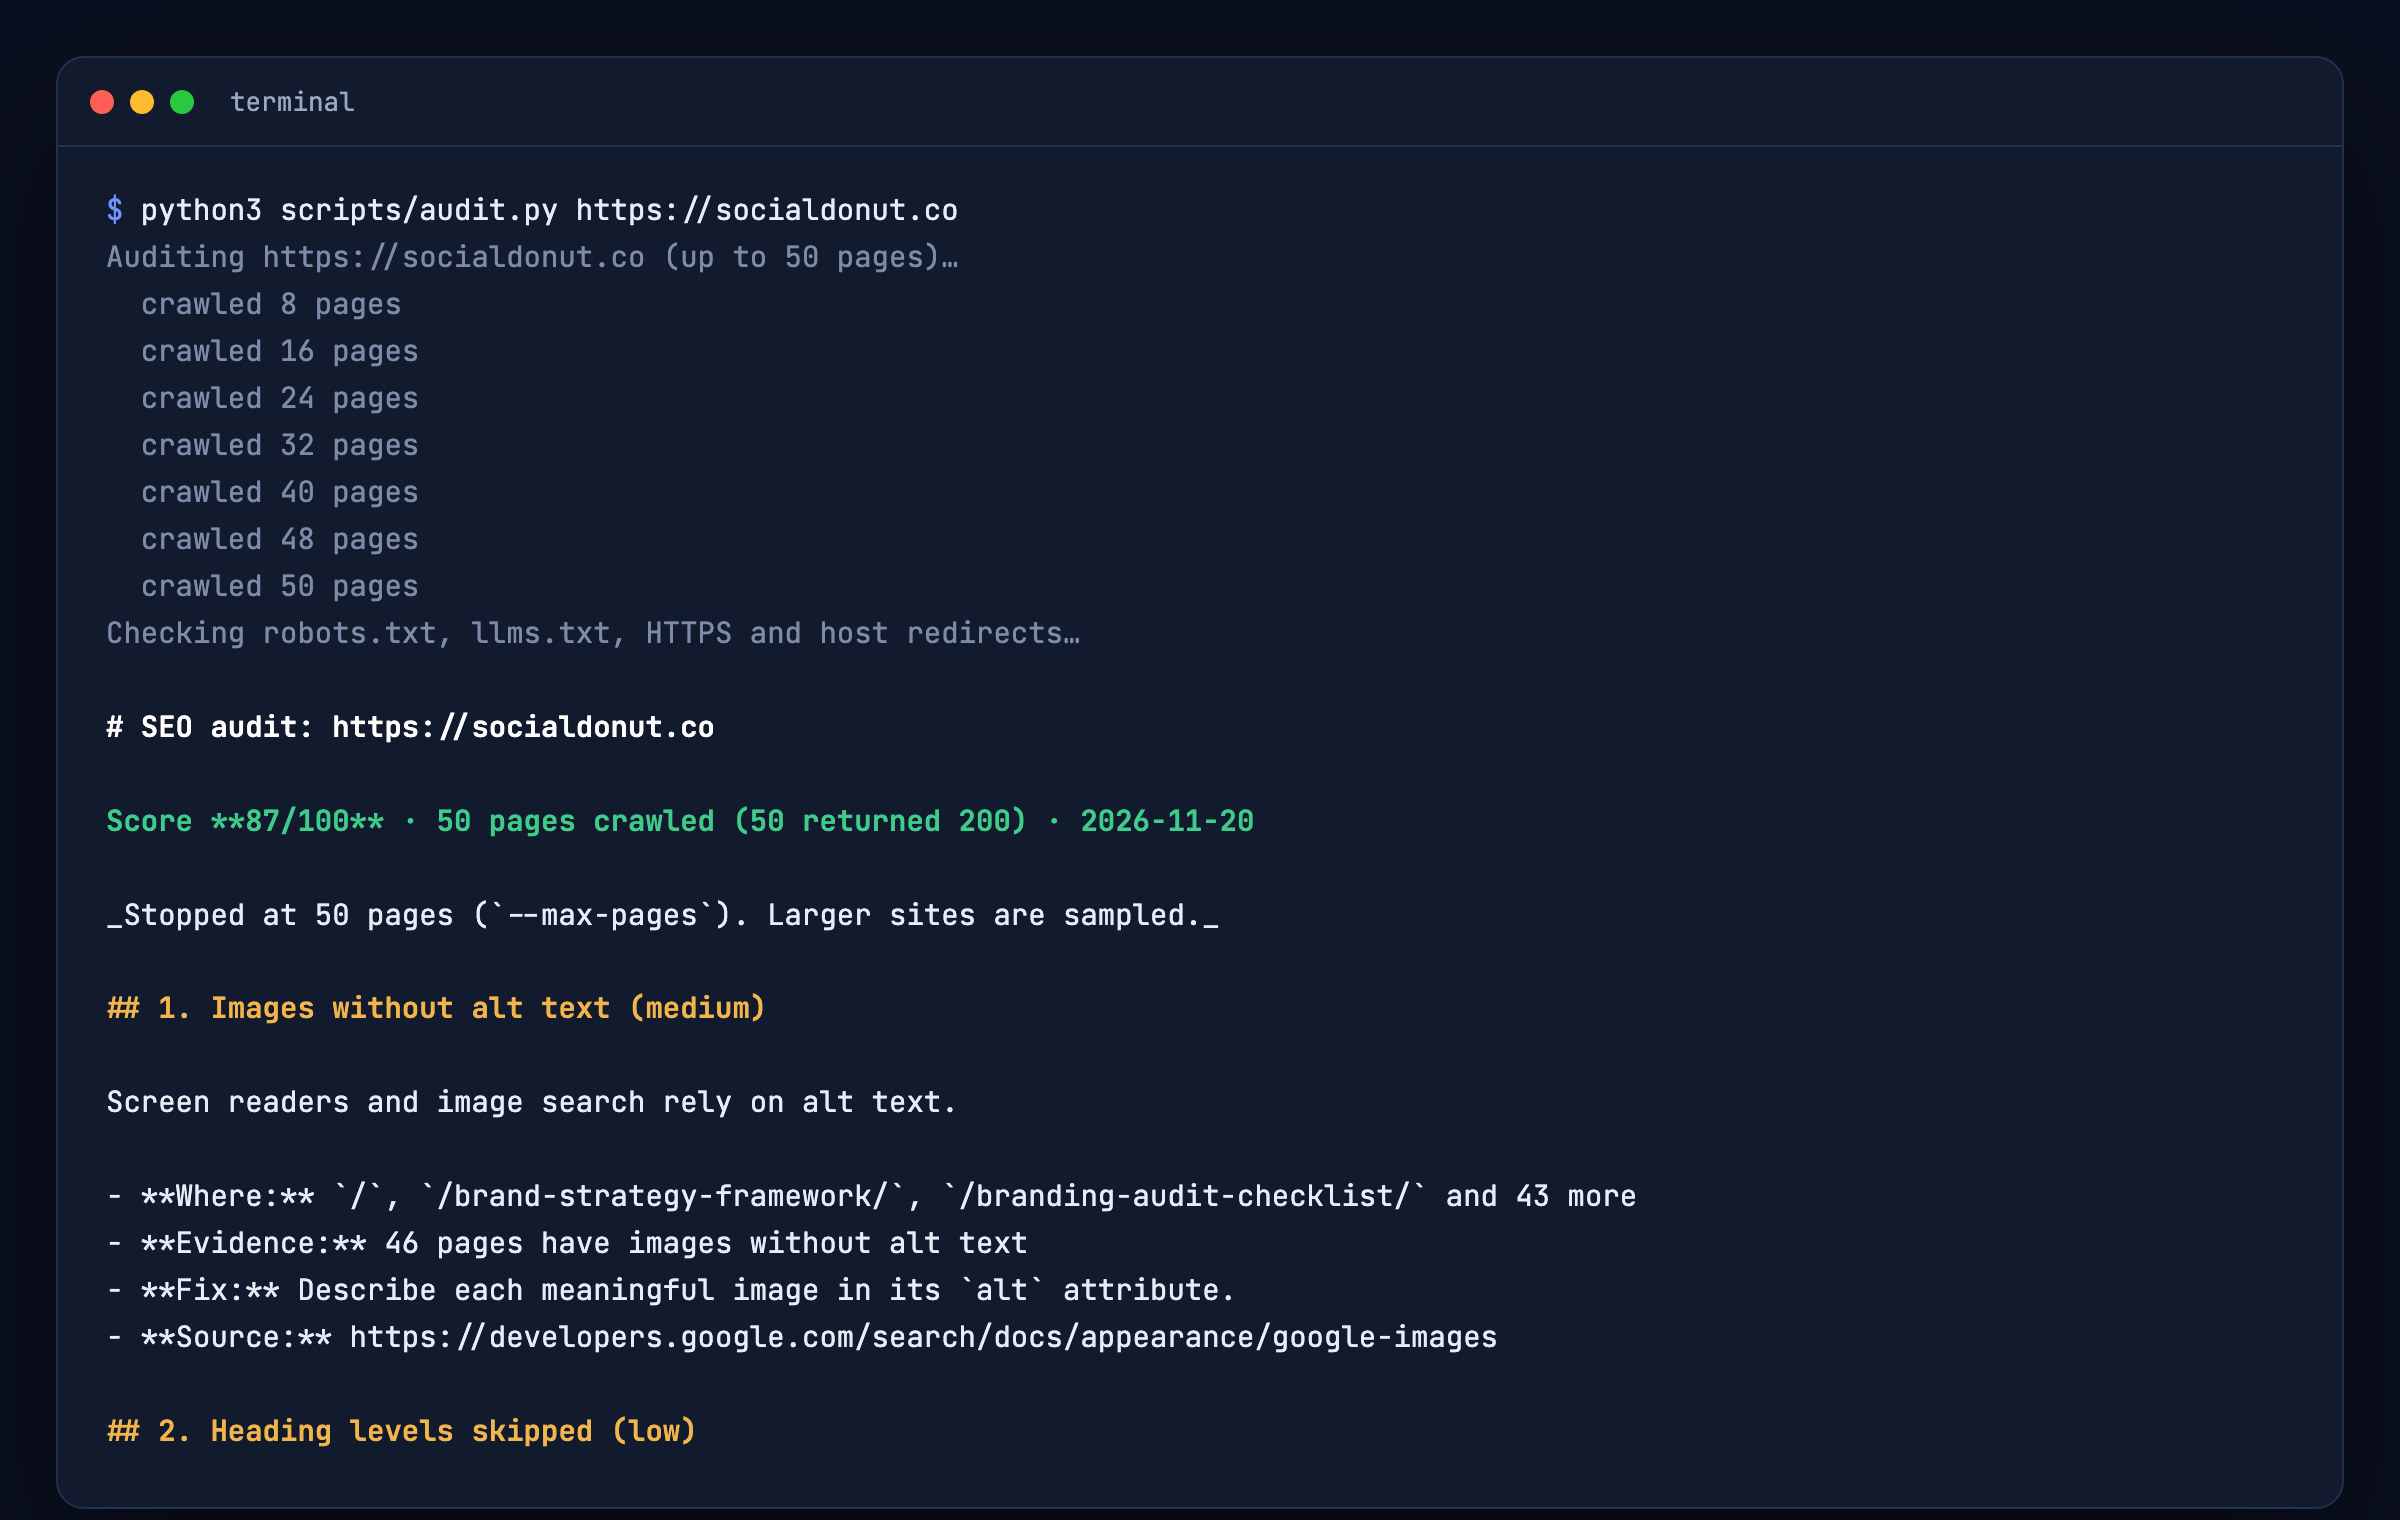 terminal
$ python3 scripts/audit.py https://socialdonut.co
Auditing https://socialdonut.co (up to 50 pages)…
  crawled 8 pages
  crawled 16 pages
  crawled 24 pages
  crawled 32 pages
  crawled 40 pages
  crawled 48 pages
  crawled 50 pages
Checking robots.txt, llms.txt, HTTPS and host redirects…
# SEO audit: https://socialdonut.co
Score **87/100** · 50 pages crawled (50 returned 200) · 2026-11-20
_Stopped at 50 pages (`--max-pages`). Larger sites are sampled._
## 1. Images without alt text (medium)
Screen readers and image search rely on alt text.
- **Where:** `/`, `/brand-strategy-framework/`, `/branding-audit-checklist/` and 43 more
- **Evidence:** 46 pages have images without alt text
- **Fix:** Describe each meaningful image in its `alt` attribute.
- **Source:** https://developers.google.com/search/docs/appearance/google-images
## 2. Heading levels skipped (low)